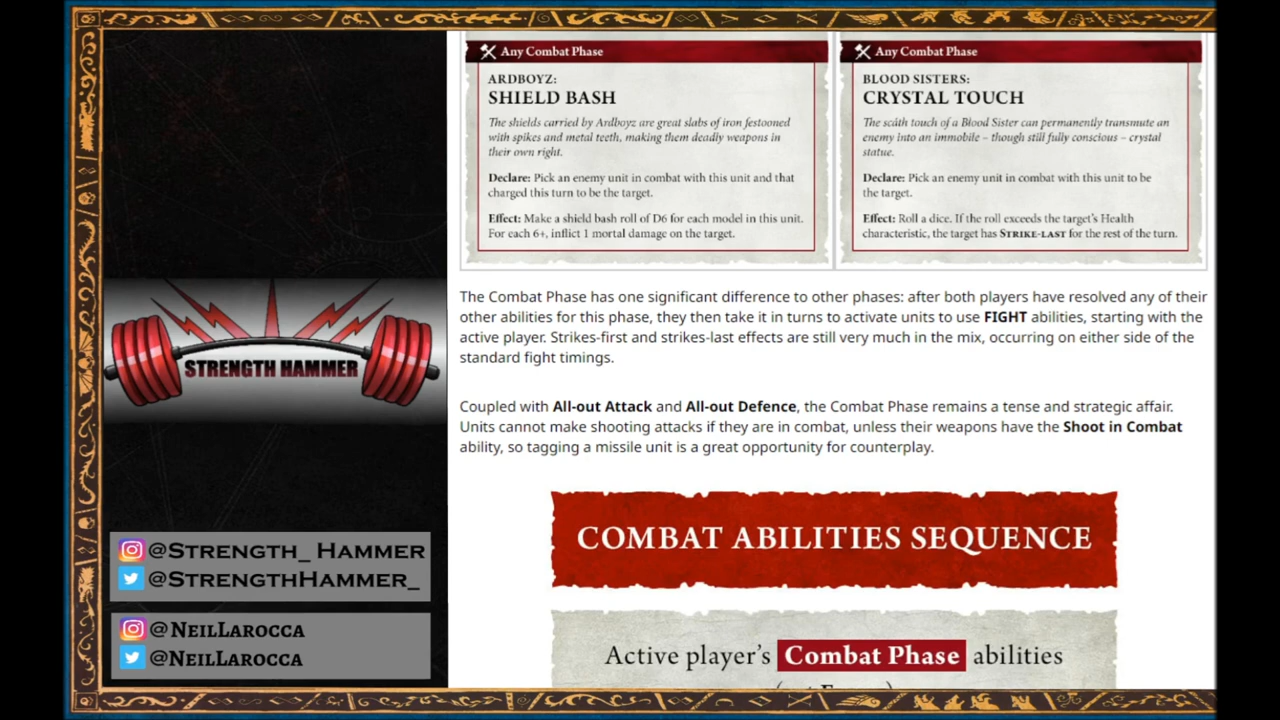 STRENGTH HAMMER
@STRENGTH_ HAMMER
@STRENGTHHAMMER_
@NEILLAROCCA
@NEILLAROCCA
Any Combat Phase
ARDBOYZ:
SHIELD BASH
The shields carried by Ardboyz are great slabs of iron festooned
with spikes and metal teeth, making them deadly weapons in
their own right.
Declare: Pick an enemy unit in combat with this unit and that
charged this turn to be the target.
Effect: Make a shield bash roll of D6 for each model in this unit.
For each 6+, inflict 1 mortal damage on the target.
Any Combat Phase
BLOOD SISTERS:
CRYSTAL TOUCH
The scáth touch of a Blood Sister can permanently transmute an
enemy into an immobile – though still fully conscious – crystal
statue.
Declare: Pick an enemy unit in combat with this unit to be
the target.
Effect: Roll a dice. If the roll exceeds the target's Health
characteristic, the target has STRIKE-LAST for the rest of the turn.
The Combat Phase has one significant difference to other phases: after both players have resolved any of their
other abilities for this phase, they then take it in turns to activate units to use FIGHT abilities, starting with the
active player. Strikes-first and strikes-last effects are still very much in the mix, occurring on either side of the
standard fight timings.
Coupled with All-out Attack and All-out Defence, the Combat Phase remains a tense and strategic affair.
Units cannot make shooting attacks if they are in combat, unless their weapons have the Shoot in Combat
ability, so tagging a missile unit is a great opportunity for counterplay.
COMBAT ABILITIES SEQUENCE
Active player's Combat Phase abilities